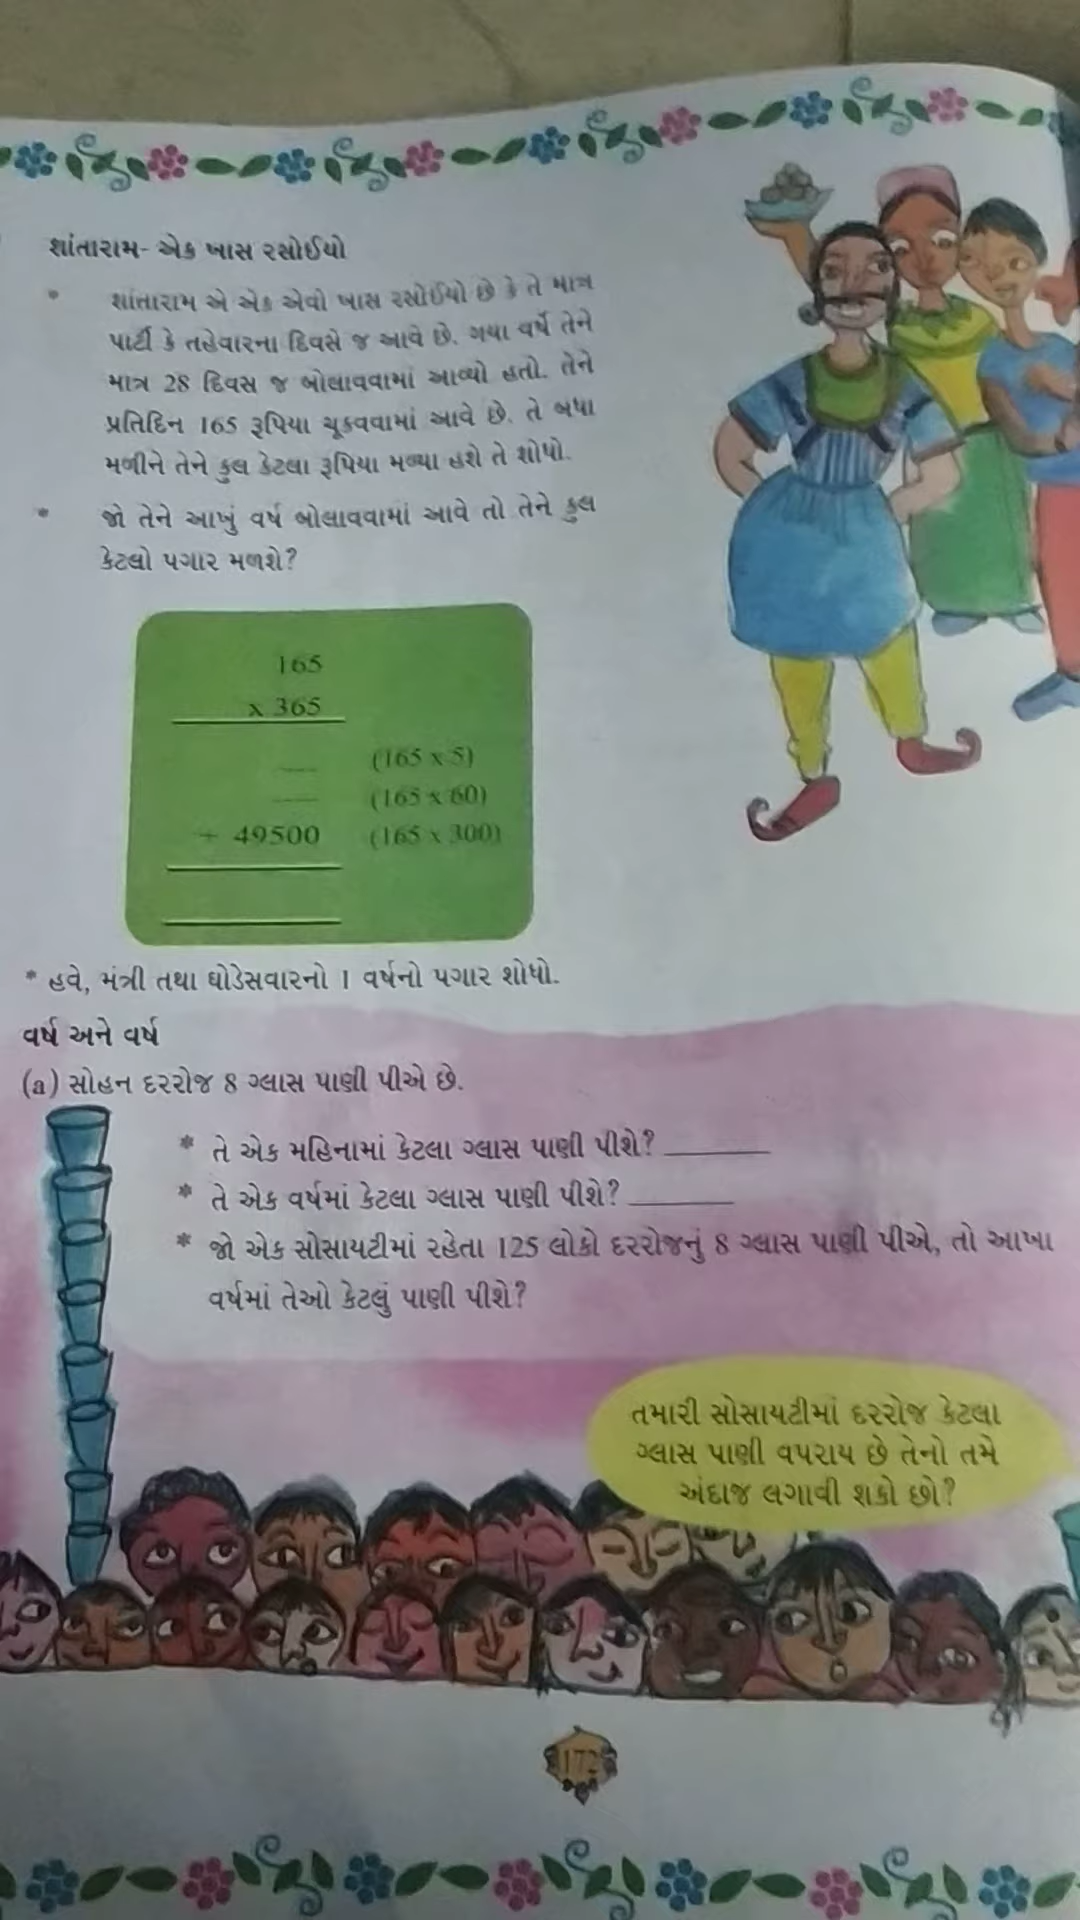 શાંતારામ- એક ખાસ રસોઈયો
* શાંતારામ એ એક એવો ખાસ રસોઈયો છે કે તે માત્ર
પાર્ટી કે તહેવારના દિવસે જ આવે છે. ગયા વર્ષે તેને
માત્ર 28 દિવસ જ બોલાવવામાં આવ્યો હતો. તેને
પ્રતિદિન 165 રૂપિયા ચૂકવવામાં આવે છે. તે બધા
મળીને તેને કુલ કેટલા રૂપિયા મળ્યા હશે તે શોધો.
* જો તેને આખું વર્ષ બોલાવવામાં આવે તો તેને કુલ
કેટલો પગાર મળશે?
165
x 365
___ (165 x 5)
___ (165 x 60)
+ 49500 (165 x 300)
* હવે, મંત્રી તથા ઘોડેસવારનો 1 વર્ષનો પગાર શોધો.
વર્ષ અને વર્ષ
(a) સોહન દરરોજ 8 ગ્લાસ પાણી પીએ છે.
* તે એક મહિનામાં કેટલા ગ્લાસ પાણી પીશે? ________
* તે એક વર્ષમાં કેટલા ગ્લાસ પાણી પીશે? ________
* જો એક સોસાયટીમાં રહેતા 125 લોકો દરરોજનું 8 ગ્લાસ પાણી પીએ, તો આખા
વર્ષમાં તેઓ કેટલું પાણી પીશે?
તમારી સોસાયટીમાં દરરોજ કેટલા
ગ્લાસ પાણી વપરાય છે તેનો તમે
અંદાજ લગાવી શકો છો?
172